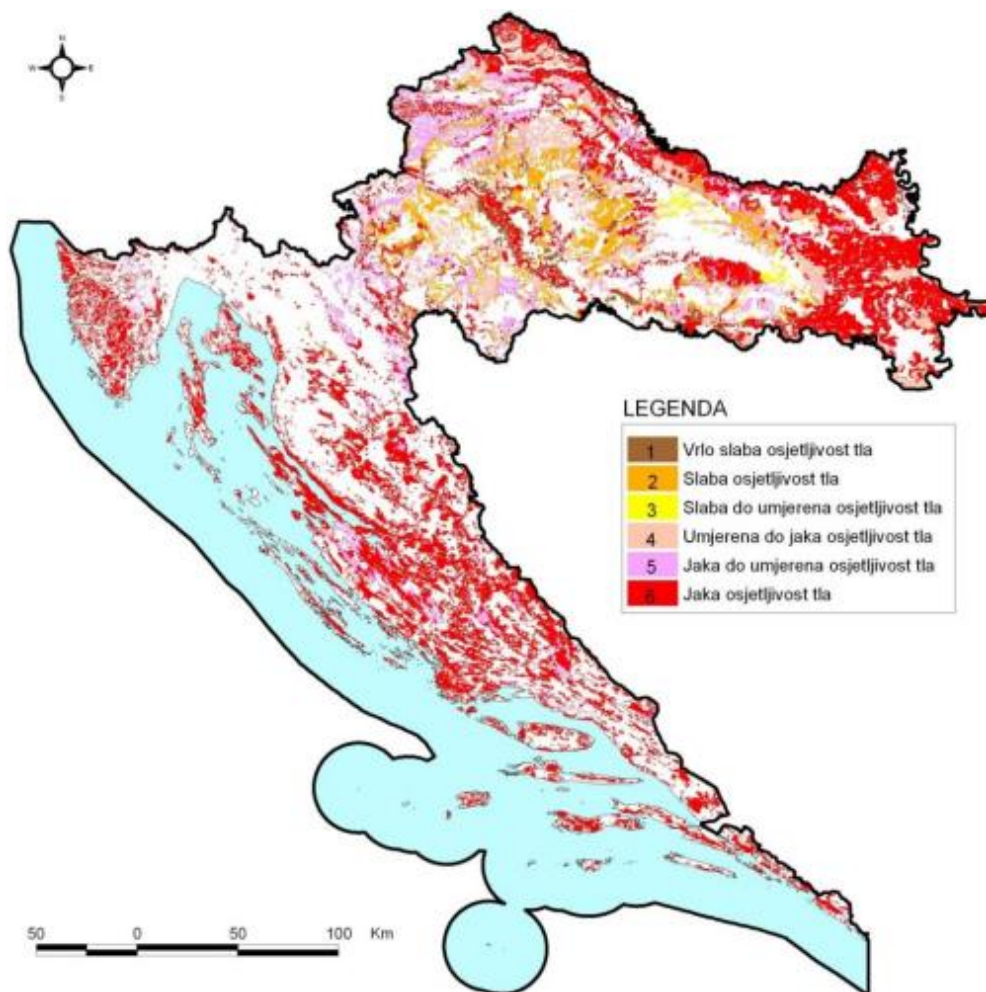 N
W E
S
LEGENDA
1 Vrlo slaba osjetljivost tla
2 Slaba osjetljivost tla
3 Slaba do umjerena osjetljivost tla
4 Umjerena do jaka osjetljivost tla
5 Jaka do umjerena osjetljivost tla
6 Jaka osjetljivost tla
50 0 50 100 Km